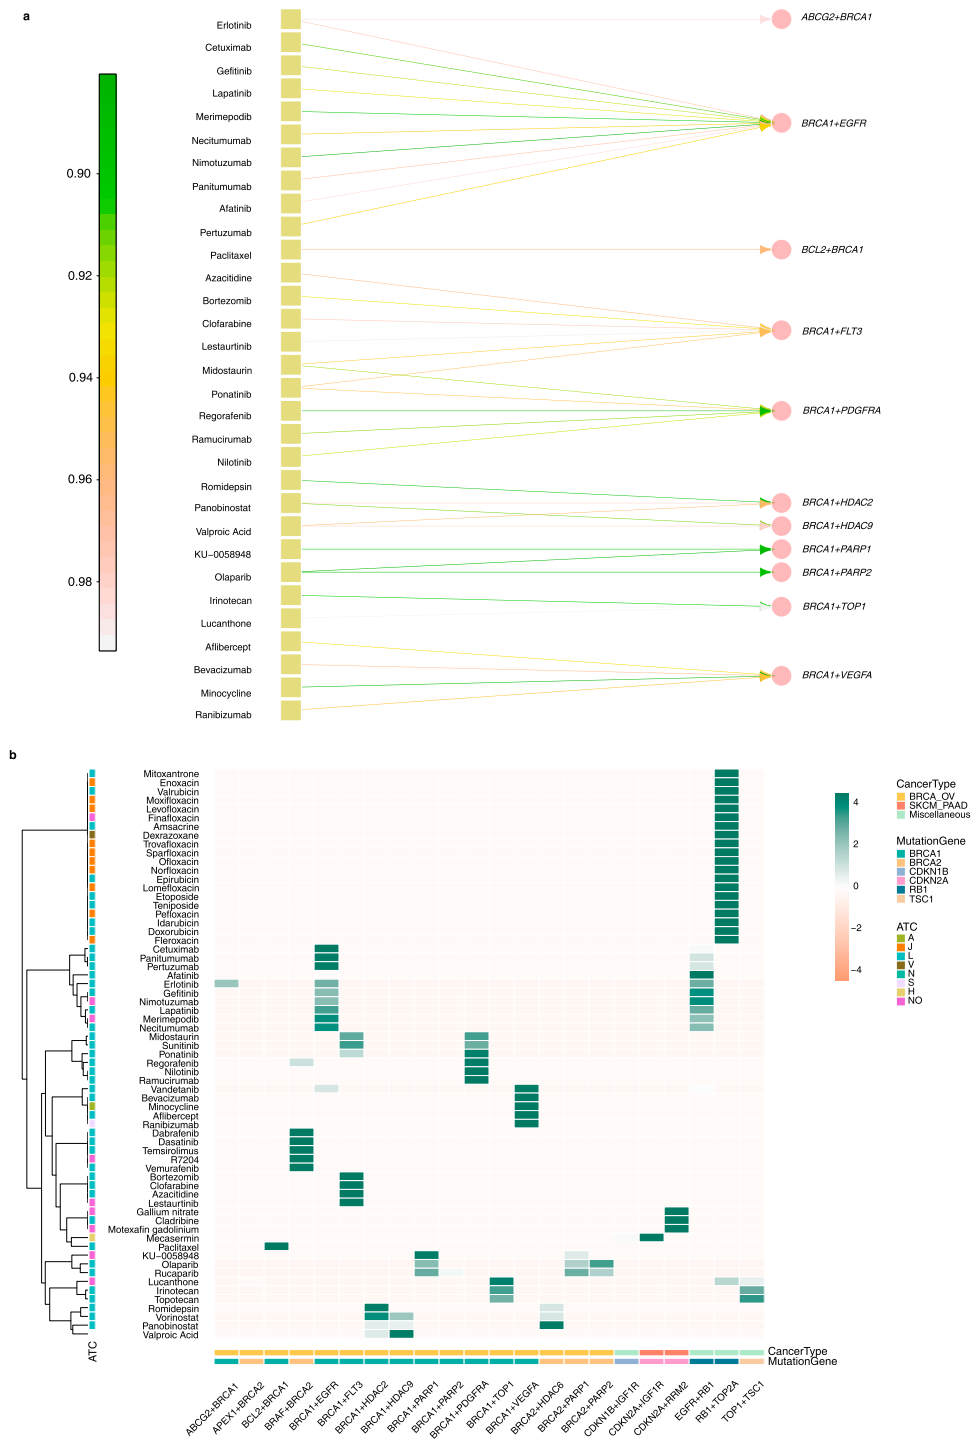 a
0.90
0.92
0.94
0.96
0.98
Erlotinib
Cetuximab
Gefitinib
Lapatinib
Merimepodib
Necitumumab
Nimotuzumab
Panitumumab
Afatinib
Pertuzumab
Paclitaxel
Azacitidine
Bortezomib
Clofarabine
Lestaurtinib
Midostaurin
Ponatinib
Regorafenib
Ramucirumab
Nilotinib
Romidepsin
Panobinostat
Valproic Acid
KU−0058948
Olaparib
Irinotecan
Lucanthone
Aflibercept
Bevacizumab
Minocycline
Ranibizumab
ABCG2+BRCA1
BRCA1+EGFR
BCL2+BRCA1
BRCA1+FLT3
BRCA1+PDGFRA
BRCA1+HDAC2
BRCA1+HDAC9
BRCA1+PARP1
BRCA1+PARP2
BRCA1+TOP1
BRCA1+VEGFA
b
Mitoxantrone
Enoxacin
Valrubicin
Moxifloxacin
Levofloxacin
Finafloxacin
Amsacrine
Dexrazoxane
Trovafloxacin
Sparfloxacin
Ofloxacin
Norfloxacin
Epirubicin
Lomefloxacin
Etoposide
Teniposide
Pefloxacin
Idarubicin
Doxorubicin
Fleroxacin
Cetuximab
Panitumumab
Pertuzumab
Afatinib
Erlotinib
Gefitinib
Nimotuzumab
Lapatinib
Merimepodib
Necitumumab
Midostaurin
Sunitinib
Ponatinib
Regorafenib
Nilotinib
Ramucirumab
Vandetanib
Bevacizumab
Minocycline
Aflibercept
Ranibizumab
Dabrafenib
Dasatinib
Temsirolimus
R7204
Vemurafenib
Bortezomib
Clofarabine
Azacitidine
Lestaurtinib
Gallium nitrate
Cladribine
Motexafin gadolinium
Mecasermin
Paclitaxel
KU−0058948
Olaparib
Rucaparib
Lucanthone
Irinotecan
Topotecan
Romidepsin
Vorinostat
Panobinostat
Valproic Acid
ATC
CancerType
MutationGene
ABCG2+BRCA1
APEX1+BRCA2
BCL2+BRCA1
BRAF+BRCA2
BRCA1+EGFR
BRCA1+FLT3
BRCA1+HDAC2
BRCA1+HDAC9
BRCA1+PARP1
BRCA1+PARP2
BRCA1+PDGFRA
BRCA1+TOP1
BRCA1+VEGFA
BRCA2+HDAC6
BRCA2+PARP1
BRCA2+PARP2
CDKN1B+IGF1R
CDKN2A+IGF1R
CDKN2A+RRM2
EGFR+RB1
RB1+TOP2A
TOP1+TSC1
4
2
0
−2
−4
CancerType
BRCA_OV
SKCM_PAAD
Miscellaneous
MutationGene
BRCA1
BRCA2
CDKN1B
CDKN2A
RB1
TSC1
ATC
A
J
L
V
N
S
H
NO